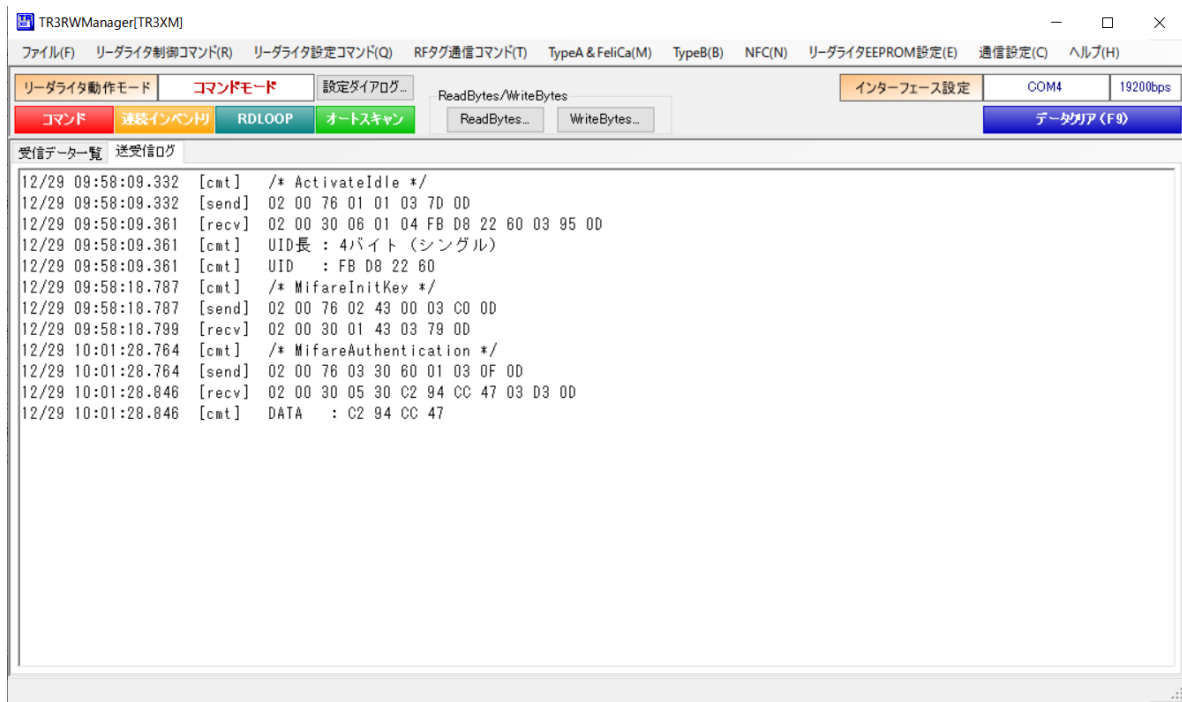 TR3RWManager[TR3XM]
ファイル(F) リーダライタ制御コマンド(R) リーダライタ設定コマンド(Q) RFタグ通信コマンド(T) TypeA & FeliCa(M) TypeB(B) NFC(N) リーダライタEEPROM設定(E) 通信設定(C) ヘルプ(H)
リーダライタ動作モード コマンドモード 設定ダイアログ... ReadBytes/WriteBytes インターフェース設定 COM4 19200bps
コマンド 連続インベントリ RDLOOP オートスキャン ReadBytes... WriteBytes... データクリア(F9)
受信データ一覧 送受信ログ
12/29 09:58:09.332 [cmt] /* ActivateIdle */
12/29 09:58:09.332 [send] 02 00 76 01 01 03 7D 0D
12/29 09:58:09.361 [recv] 02 00 30 06 01 04 FB D8 22 60 03 95 0D
12/29 09:58:09.361 [cmt] UID長 : 4バイト (シングル)
12/29 09:58:09.361 [cmt] UID : FB D8 22 60
12/29 09:58:18.787 [cmt] /* MifareInitKey */
12/29 09:58:18.787 [send] 02 00 76 02 43 00 03 C0 0D
12/29 09:58:18.799 [recv] 02 00 30 01 43 03 79 0D
12/29 10:01:28.764 [cmt] /* MifareAuthentication */
12/29 10:01:28.764 [send] 02 00 76 03 30 60 01 03 0F 0D
12/29 10:01:28.846 [recv] 02 00 30 05 30 C2 94 CC 47 03 D3 0D
12/29 10:01:28.846 [cmt] DATA : C2 94 CC 47